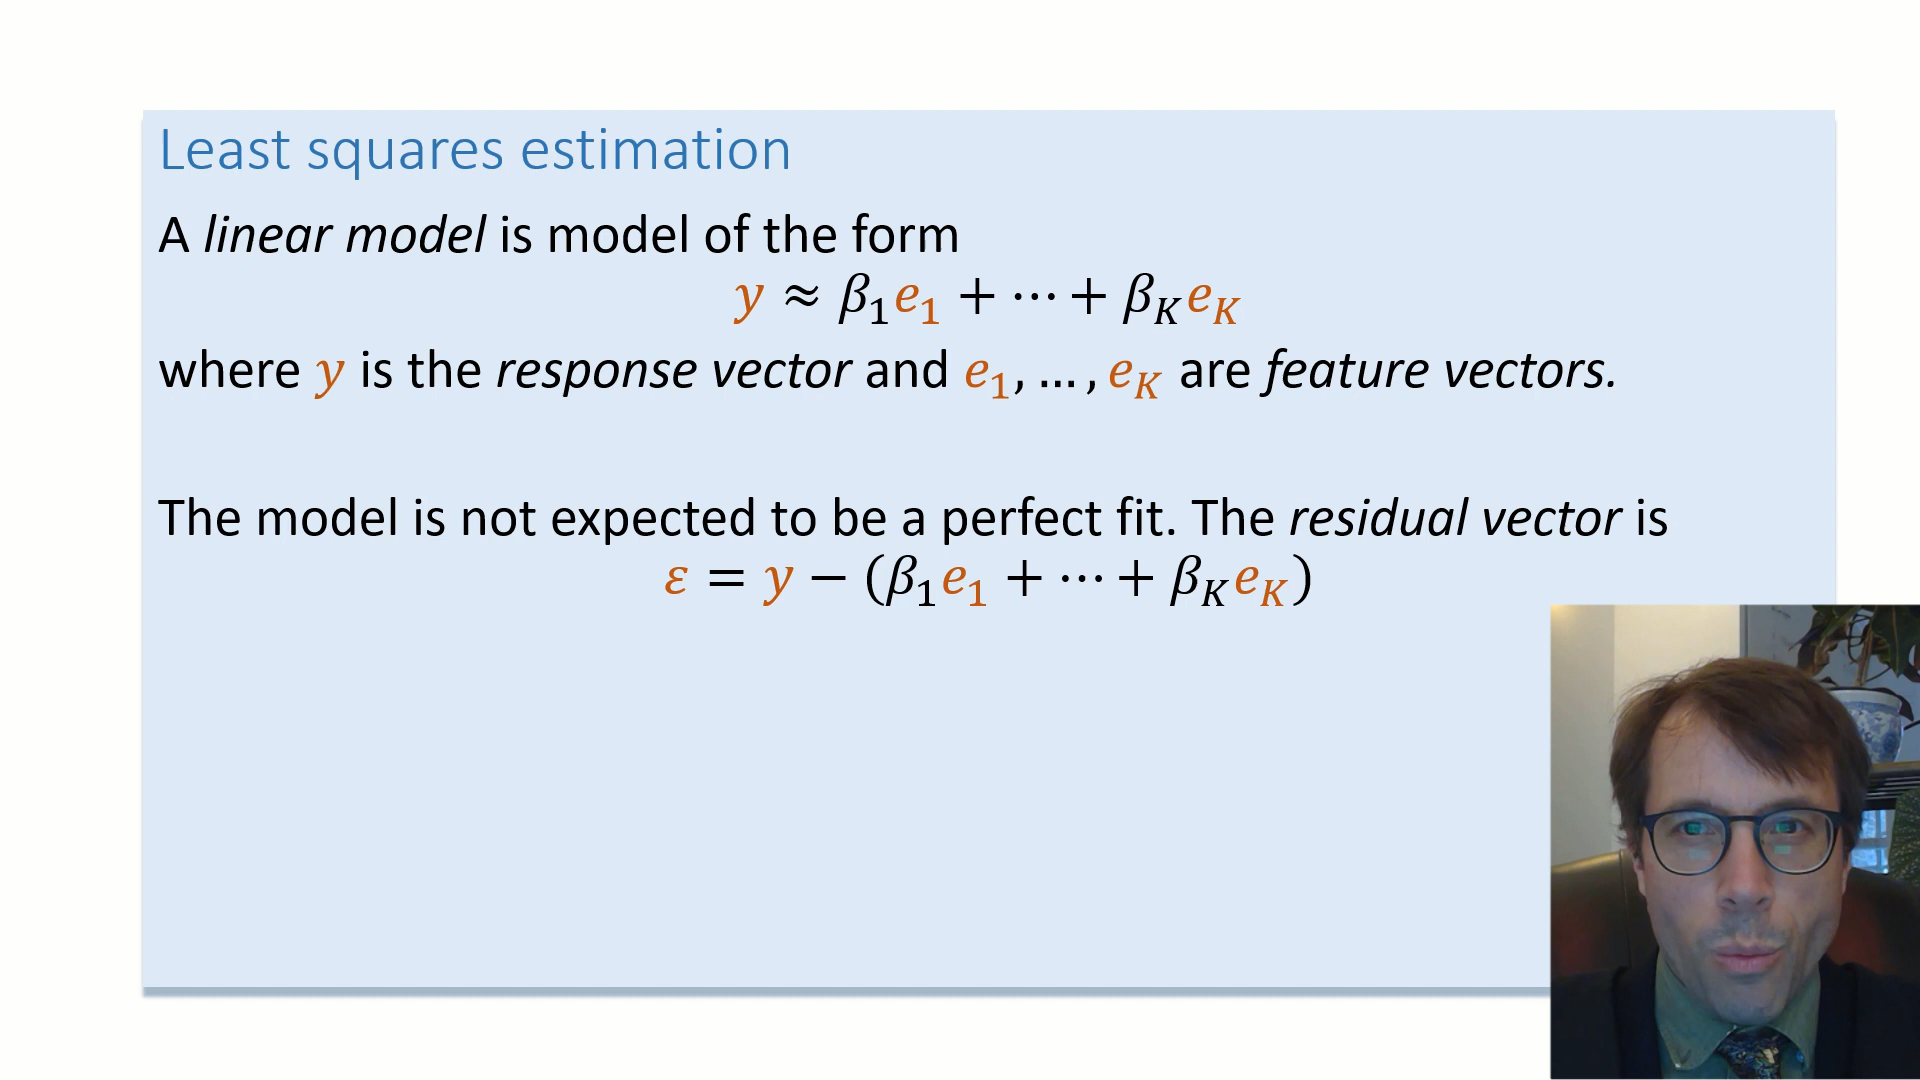 Least squares estimation
A linear model is model of the form
y ≈ β₁e₁ + ⋯ + β_K e_K
where y is the response vector and e₁, … , e_K are feature vectors.
The model is not expected to be a perfect fit. The residual vector is
ε = y − (β₁e₁ + ⋯ + β_K e_K)